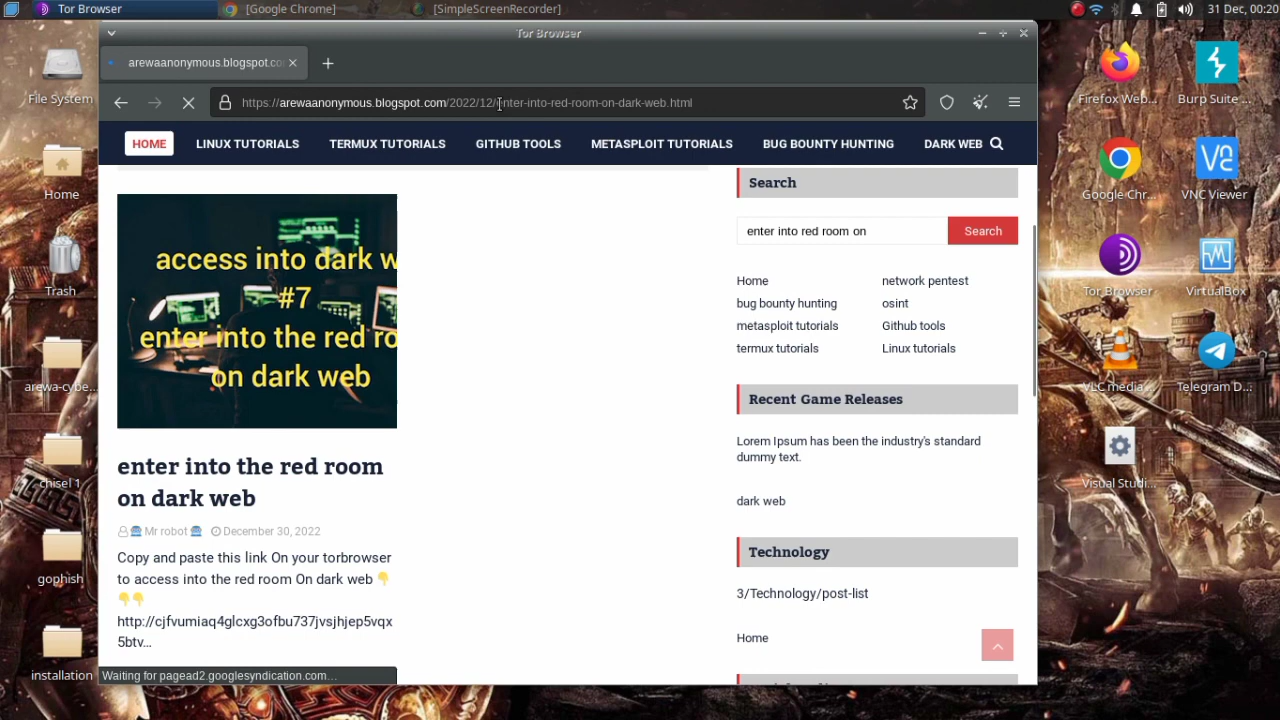 Tor Browser
[Google Chrome]
[SimpleScreenRecorder]
31 Dec, 00:20
Tor Browser
arewaanonymous.blogspot.co
https://arewaanonymous.blogspot.com/2022/12/enter-into-red-room-on-dark-web.html
HOME
LINUX TUTORIALS
TERMUX TUTORIALS
GITHUB TOOLS
METASPLOIT TUTORIALS
BUG BOUNTY HUNTING
DARK WEB
access into dark w
#7
enter into the red ro
on dark web
enter into the red room
on dark web
Mr robot
December 30, 2022
Copy and paste this link On your torbrowser
to access into the red room On dark web 👇
👇👇
http://cjfvumiaq4glcxg3ofbu737jvsjhjep5vqx
5btv...
Waiting for pagead2.googlesyndication.com…
Search
enter into red room on
Search
Home
network pentest
bug bounty hunting
osint
metasploit tutorials
Github tools
termux tutorials
Linux tutorials
Recent Game Releases
Lorem Ipsum has been the industry's standard
dummy text.
dark web
Technology
3/Technology/post-list
Home
File System
Home
Trash
arewa-cybe...
chisel 1
gophish
installation
Firefox Web...
Burp Suite ...
Google Chr...
VNC Viewer
Tor Browser
VirtualBox
VLC media ...
Telegram D...
Visual Studi...